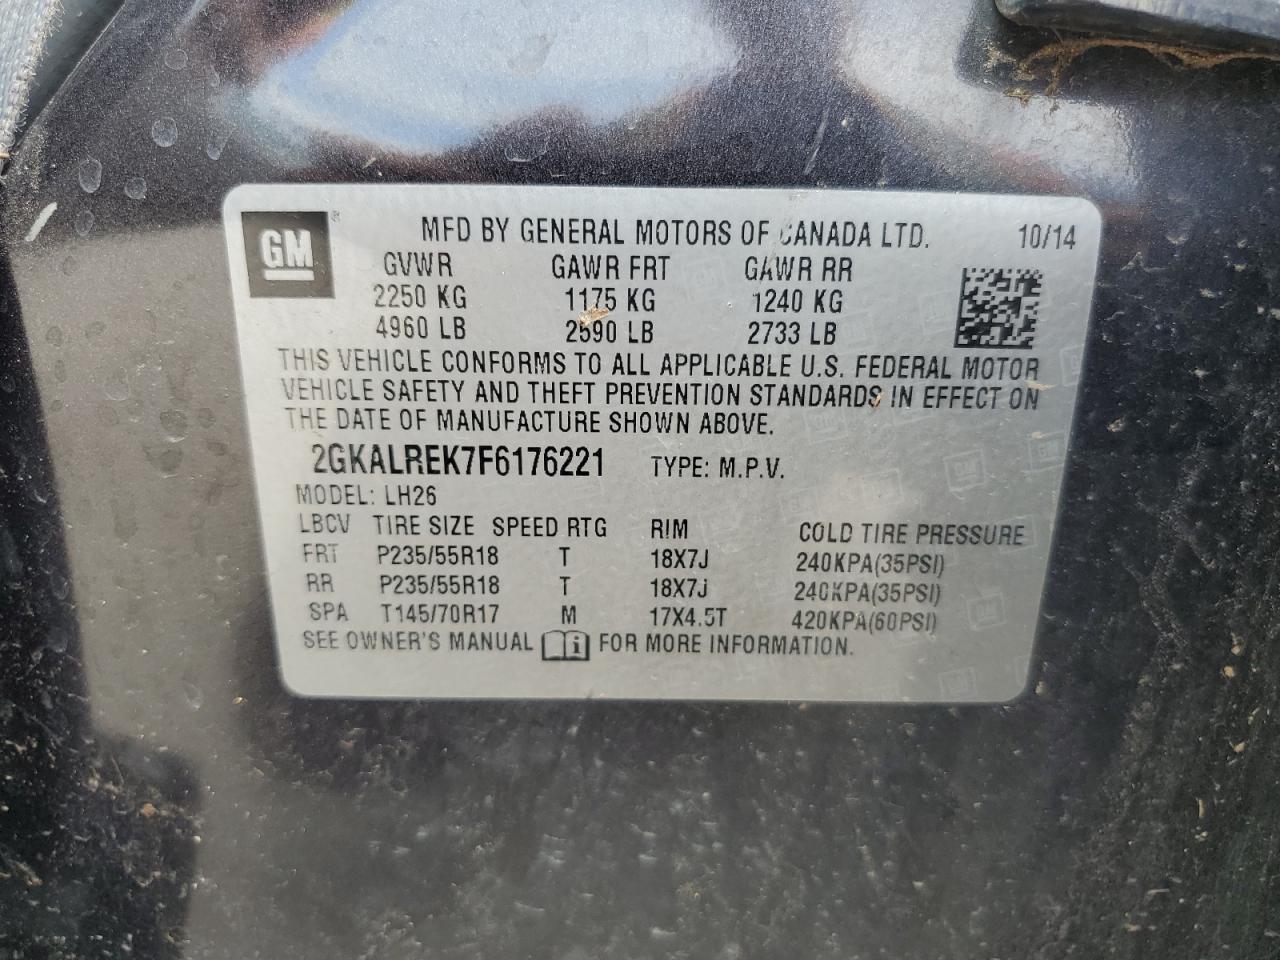 GM ®
MFD BY GENERAL MOTORS OF CANADA LTD. 10/14
GVWR GAWR FRT GAWR RR
2250 KG 1175 KG 1240 KG
4960 LB 2590 LB 2733 LB
THIS VEHICLE CONFORMS TO ALL APPLICABLE U.S. FEDERAL MOTOR
VEHICLE SAFETY AND THEFT PREVENTION STANDARDS IN EFFECT ON
THE DATE OF MANUFACTURE SHOWN ABOVE.
2GKALREK7F6176221 TYPE: M.P.V.
MODEL: LH26
LBCV TIRE SIZE SPEED RTG RIM COLD TIRE PRESSURE
FRT P235/55R18 T 18X7J 240KPA(35PSI)
RR P235/55R18 T 18X7J 240KPA(35PSI)
SPA T145/70R17 M 17X4.5T 420KPA(60PSI)
SEE OWNER'S MANUAL i FOR MORE INFORMATION.